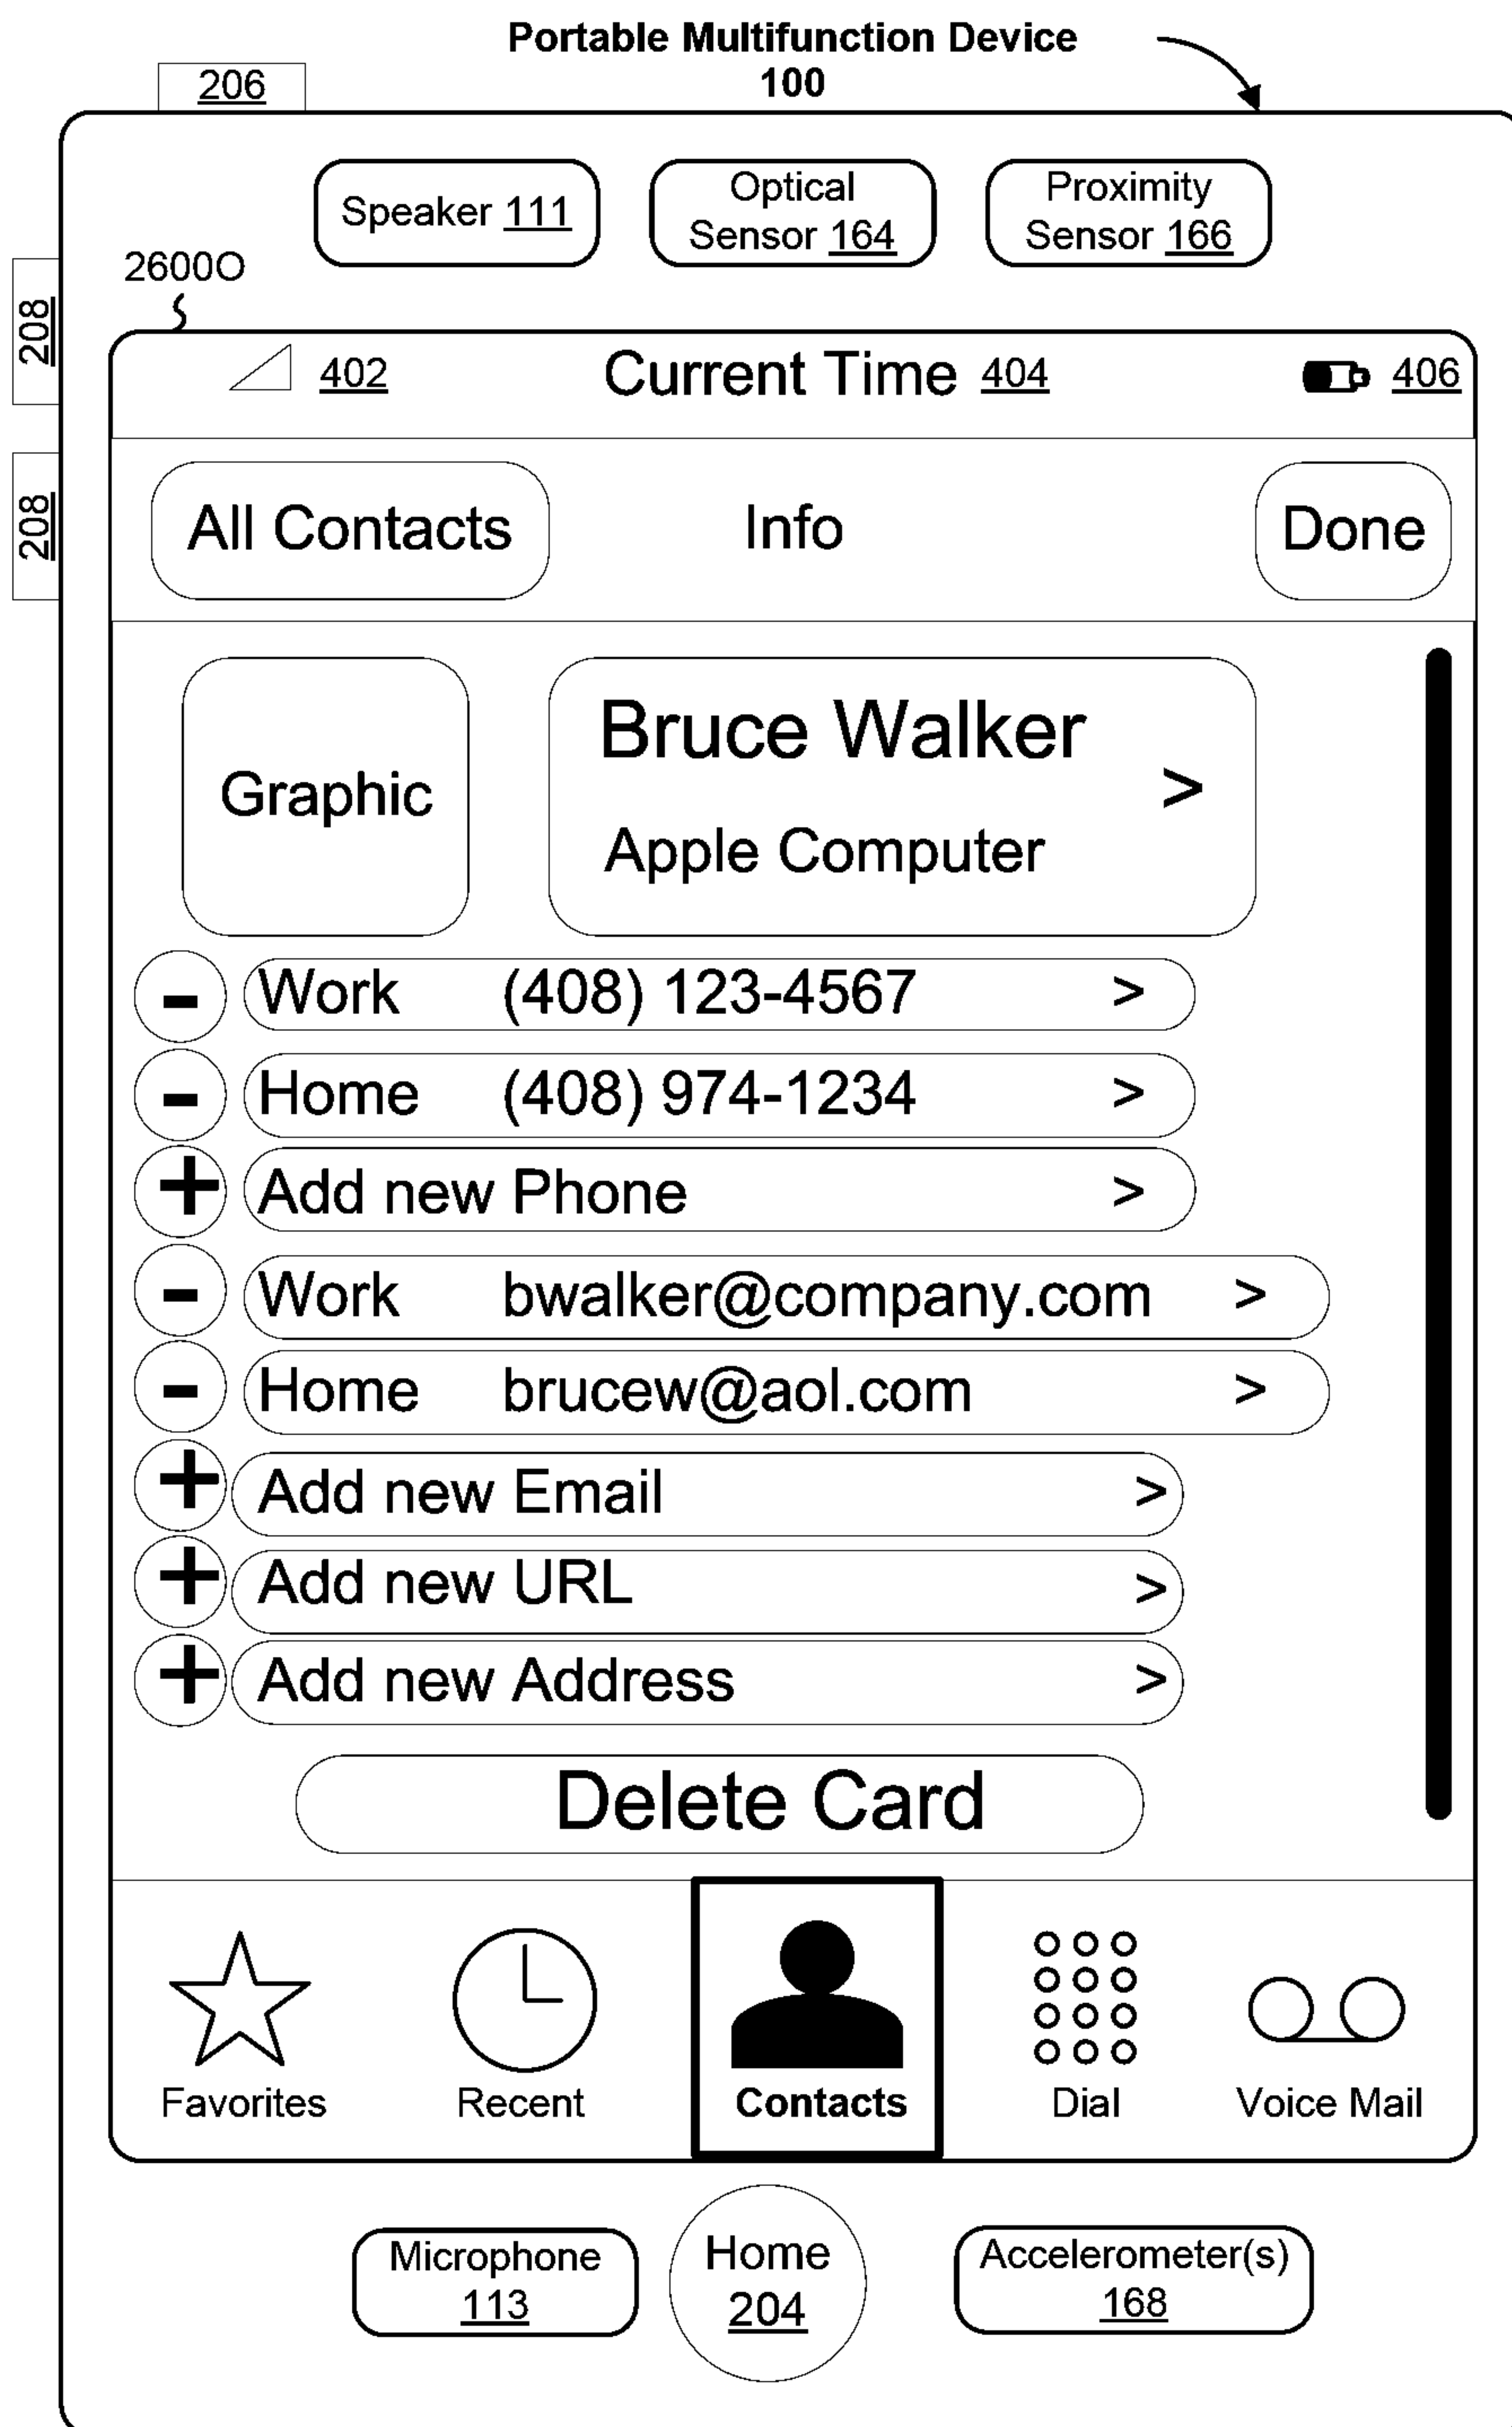 Portable Multifunction Device
100
206
Speaker 111
Optical
Sensor 164
Proximity
Sensor 166
2600O
208
208
402
Current Time 404
406
All Contacts
Info
Done
Graphic
Bruce Walker
>
Apple Computer
- Work (408) 123-4567 >
- Home (408) 974-1234 >
+ Add new Phone >
- Work bwalker@company.com >
- Home brucew@aol.com >
+ Add new Email >
+ Add new URL >
+ Add new Address >
Delete Card
Favorites
Recent
Contacts
Dial
Voice Mail
Microphone
113
Home
204
Accelerometer(s)
168